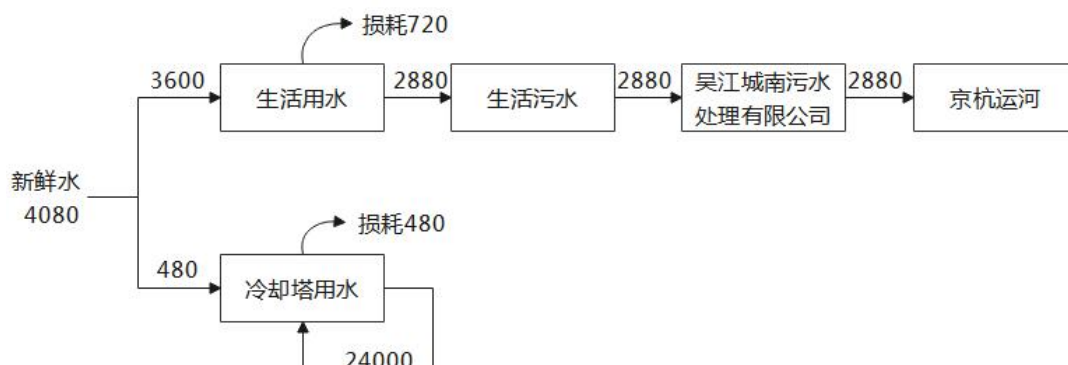 损耗720
3600
生活用水
2880
生活污水
2880
吴江城南污水
处理有限公司
2880
京杭运河
新鲜水
4080
损耗480
480
冷却塔用水
24000